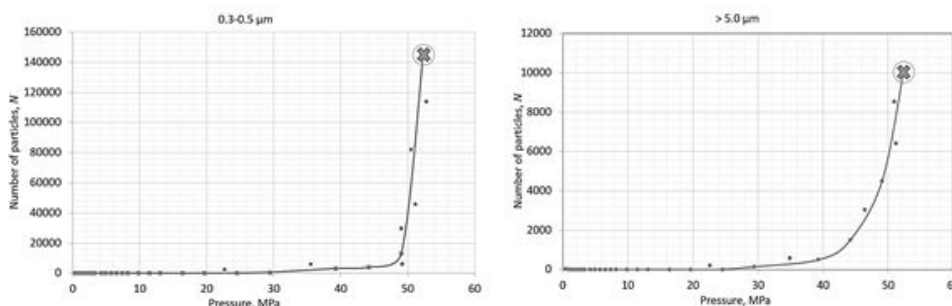 0.3-0.5 µm
Number of particles, N
160000
140000
120000
100000
80000
60000
40000
20000
0
0 10 20 30 40 50 60
Pressure, MPa
> 5.0 µm
Number of particles, N
12000
10000
8000
6000
4000
2000
0
0 10 20 30 40 50 60
Pressure, MPa